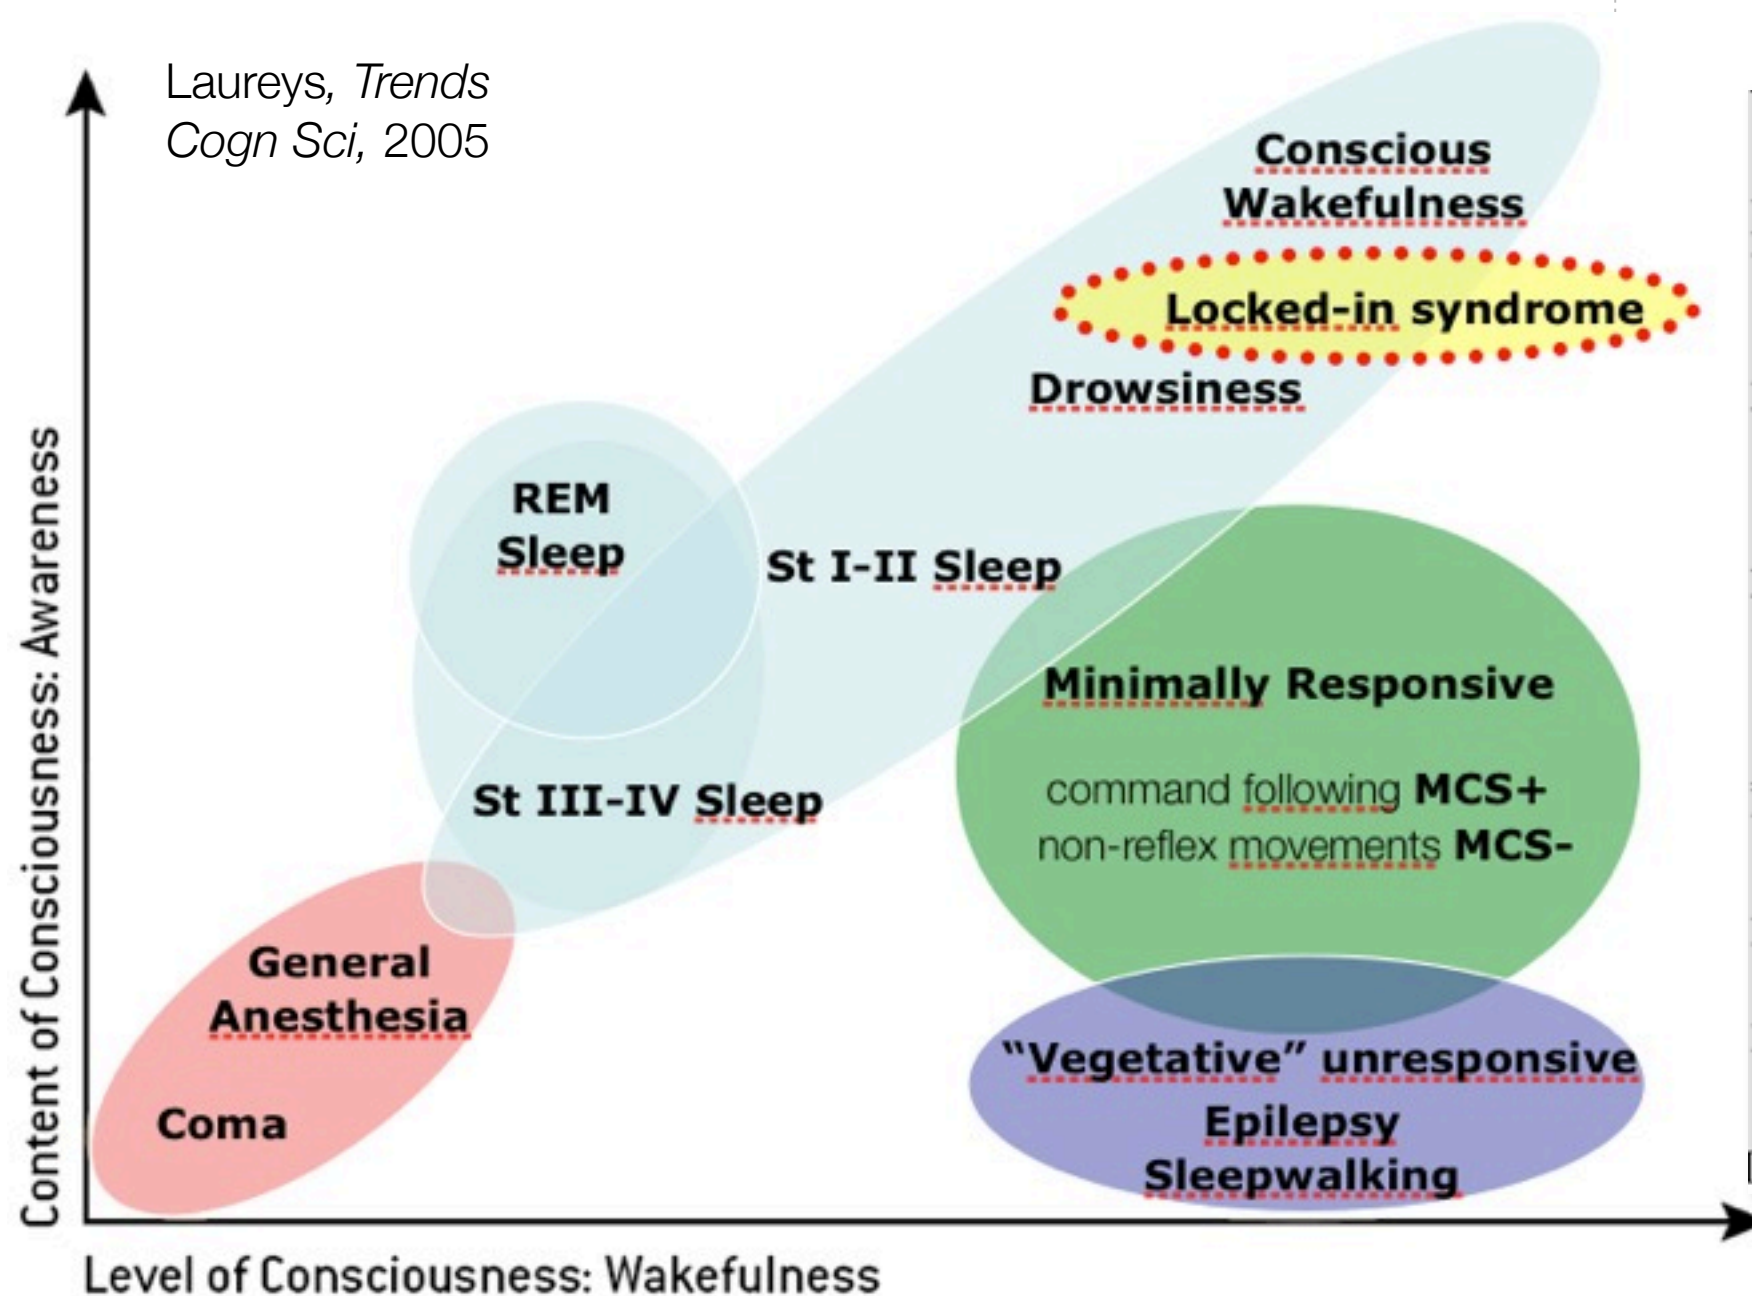 Laureys, Trends
Cogn Sci, 2005
Content of Consciousness: Awareness
Conscious
Wakefulness
Locked-in syndrome
Drowsiness
REM
Sleep
St I-II Sleep
Minimally Responsive
command following MCS+
non-reflex movements MCS-
St III-IV Sleep
General
Anesthesia
Coma
“Vegetative” unresponsive
Epilepsy
Sleepwalking
Level of Consciousness: Wakefulness